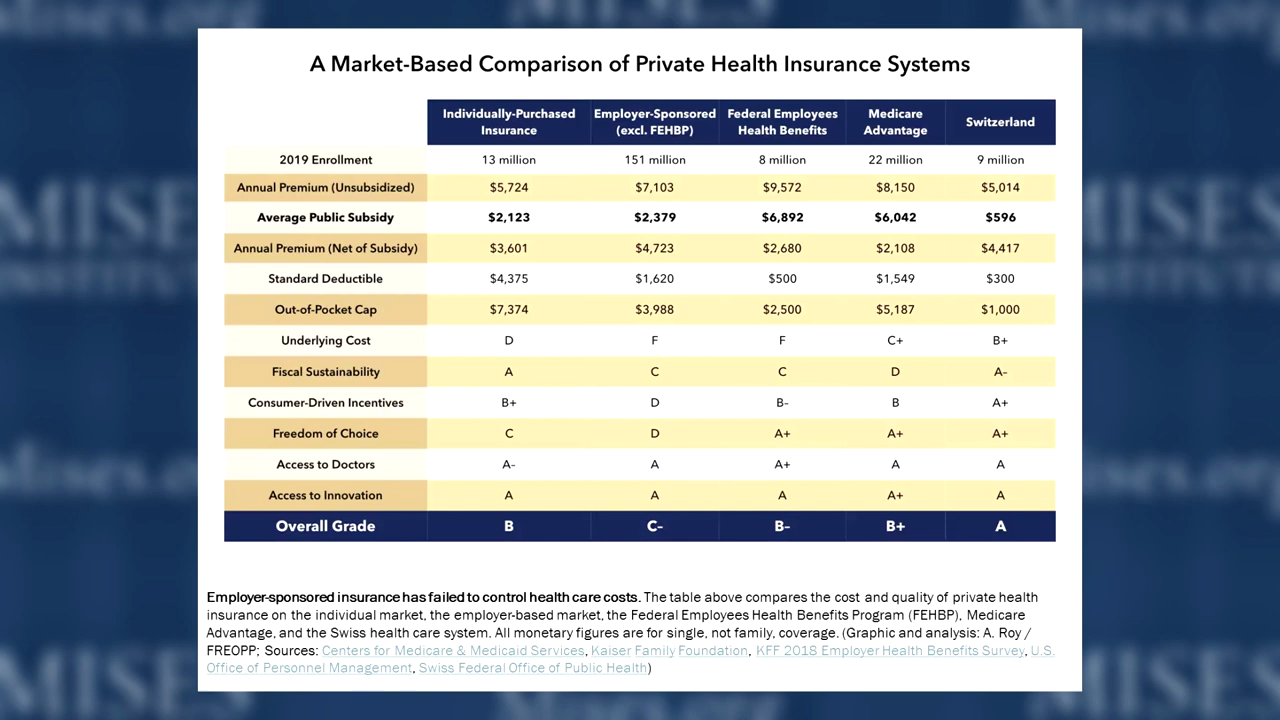 Mises.org
MISES
Mises.org
A Market-Based Comparison of Private Health Insurance Systems
Individually-Purchased Insurance Employer-Sponsored (excl. FEHBP) Federal Employees Health Benefits Medicare Advantage Switzerland
2019 Enrollment 13 million 151 million 8 million 22 million 9 million
Annual Premium (Unsubsidized) $5,724 $7,103 $9,572 $8,150 $5,014
Average Public Subsidy $2,123 $2,379 $6,892 $6,042 $596
Annual Premium (Net of Subsidy) $3,601 $4,723 $2,680 $2,108 $4,417
Standard Deductible $4,375 $1,620 $500 $1,549 $300
Out-of-Pocket Cap $7,374 $3,988 $2,500 $5,187 $1,000
Underlying Cost D F F C+ B+
Fiscal Sustainability A C C D A-
Consumer-Driven Incentives B+ D B- B A+
Freedom of Choice C D A+ A+ A+
Access to Doctors A- A A+ A A
Access to Innovation A A A A+ A
Overall Grade B C- B- B+ A
Employer-sponsored insurance has failed to control health care costs. The table above compares the cost and quality of private health
insurance on the individual market, the employer-based market, the Federal Employees Health Benefits Program (FEHBP), Medicare
Advantage, and the Swiss health care system. All monetary figures are for single, not family, coverage. (Graphic and analysis: A. Roy /
FREOPP; Sources: Centers for Medicare & Medicaid Services, Kaiser Family Foundation, KFF 2018 Employer Health Benefits Survey, U.S.
Office of Personnel Management, Swiss Federal Office of Public Health)